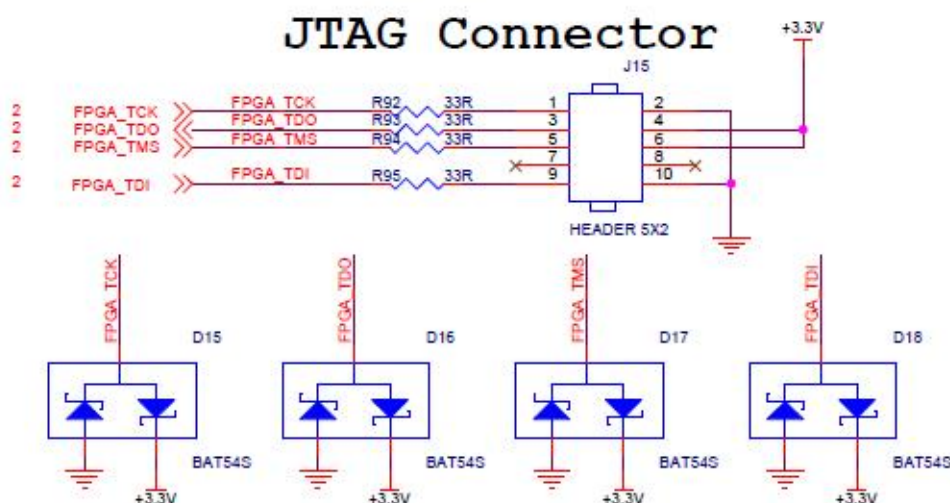 JTAG Connector
+3.3V
J15
2 FPGA_TCK FPGA_TCK R92 33R 1 2
2 FPGA_TDO FPGA_TDO R93 33R 3 4
2 FPGA_TMS FPGA_TMS R94 33R 5 6
7 8
2 FPGA_TDI FPGA_TDI R95 33R 9 10
HEADER 5X2
FPGA_TCK FPGA_TDO FPGA_TMS FPGA_TDI
D15 D16 D17 D18
BAT54S BAT54S BAT54S BAT54S
+3.3V +3.3V +3.3V +3.3V